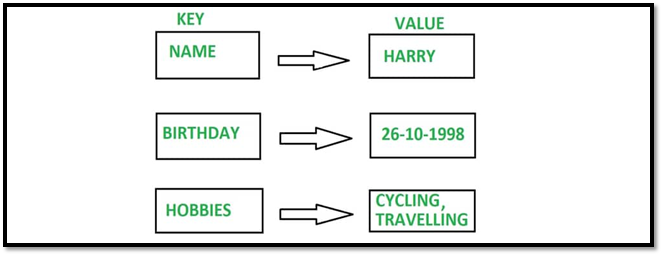 KEY
VALUE
NAME
HARRY
BIRTHDAY
26-10-1998
HOBBIES
CYCLING,
TRAVELLING